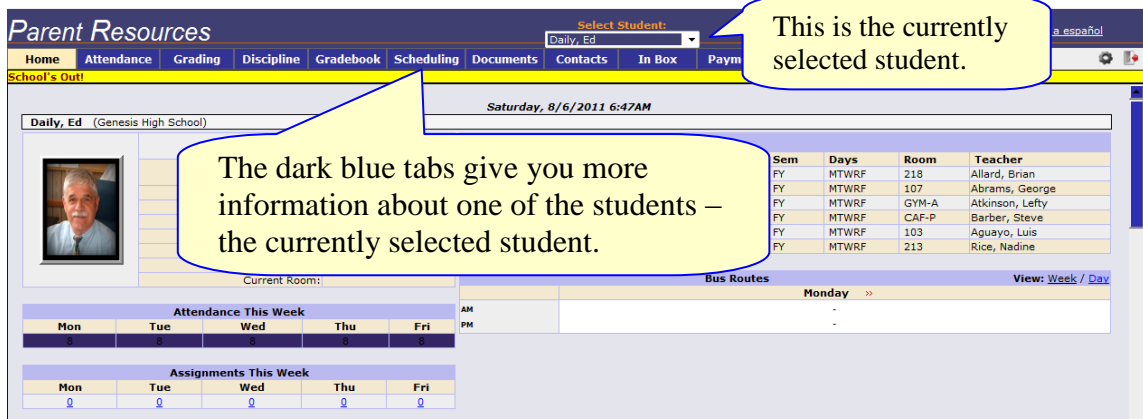 Parent Resources
Select Student:
Daily, Ed
This is the currently
selected student.
a español
Home Attendance Grading Discipline Gradebook Scheduling Documents Contacts In Box
School's Out!
Saturday, 8/6/2011 6:47AM
Daily, Ed (Genesis High School)
The dark blue tabs give you more
information about one of the students –
the currently selected student.
Sem Days Room Teacher
FY MTWRF 218 Allard, Brian
FY MTWRF 107 Abrams, George
FY MTWRF GYM-A Atkinson, Lefty
FY MTWRF CAF-P Barber, Steve
FY MTWRF 103 Aguayo, Luis
FY MTWRF 213 Rice, Nadine
Current Room:
Bus Routes View: Week / Day
Monday »
AM -
PM -
Attendance This Week
Mon Tue Wed Thu Fri
8 8 8 8 8
Assignments This Week
Mon Tue Wed Thu Fri
0 0 0 0 0